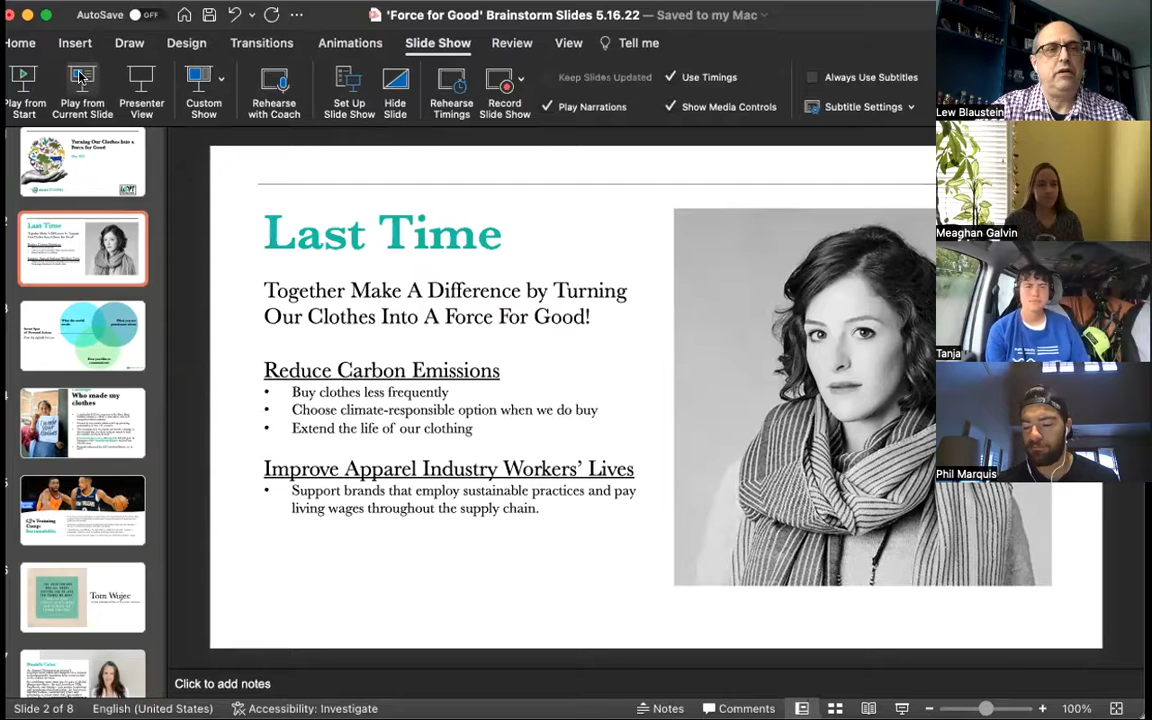 AutoSave OFF
'Force for Good' Brainstorm Slides 5.16.22 — Saved to my Mac
Home Insert Draw Design Transitions Animations Slide Show Review View Tell me
Play from Start
Play from Current Slide
Presenter View
Custom Show
Rehearse with Coach
Set Up Slide Show
Hide Slide
Rehearse Timings
Record Slide Show
Keep Slides Updated
Use Timings
Play Narrations
Show Media Controls
Always Use Subtitles
Subtitle Settings
Turning Our Clothes Into a
Force for Good
Last Time
Who made my
clothes
Tom Wujec
Last Time
Together Make A Difference by Turning
Our Clothes Into A Force For Good!
Reduce Carbon Emissions
• Buy clothes less frequently
• Choose climate-responsible option when we do buy
• Extend the life of our clothing
Improve Apparel Industry Workers' Lives
• Support brands that employ sustainable practices and pay
living wages throughout the supply chain.
Lew Blaustein
Meaghan Galvin
Tanja
Phil Marquis
Click to add notes
Slide 2 of 8 English (United States) Accessibility: Investigate Notes Comments 100%